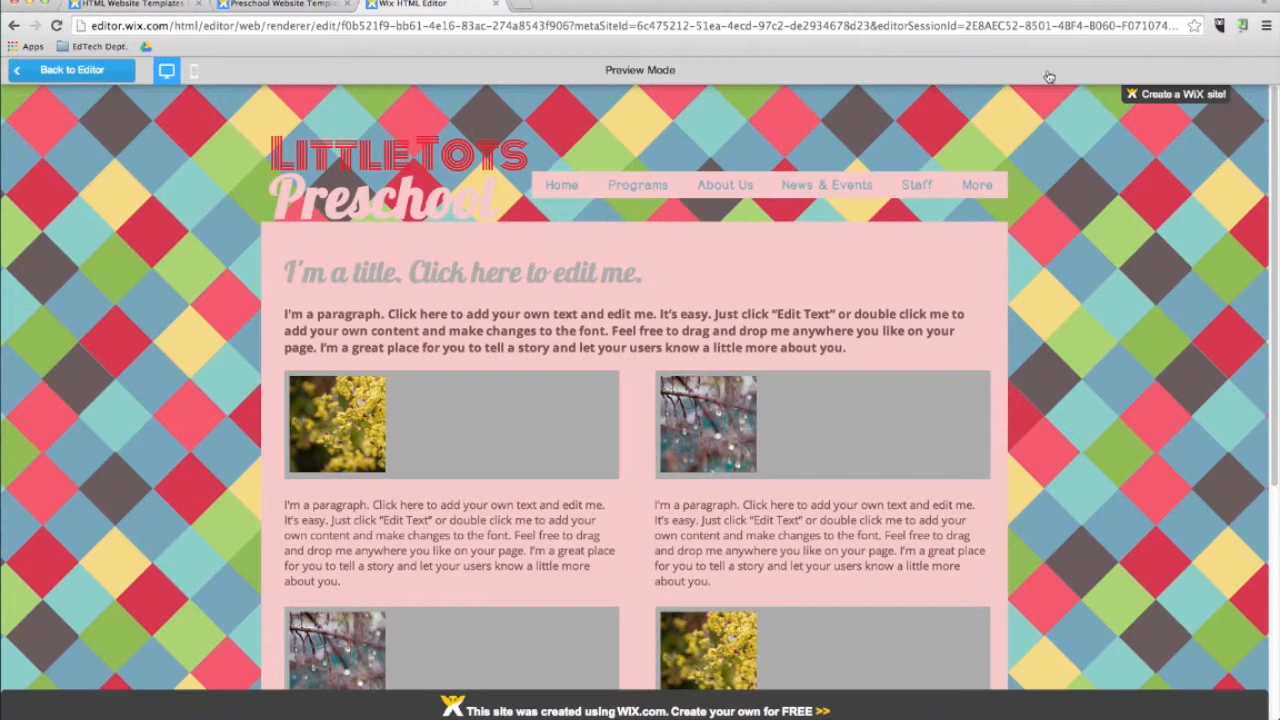 HTML Website Templates
Preschool Website Templat
Wix HTML Editor
editor.wix.com/html/editor/web/renderer/edit/f0b521f9-bb61-4e16-83ac-274a8543f906?metaSiteId=6c475212-51ea-4ecd-97c2-de2934678d23&editorSessionId=2E8AEC52-8501-4BF4-B060-F071074...
Apps EdTech Dept.
Back to Editor
Preview Mode
Create a WiX site!
LittleTots
Preschool
Home Programs About Us News & Events Staff More
I'm a title. Click here to edit me.
I'm a paragraph. Click here to add your own text and edit me. It's easy. Just click “Edit Text” or double click me to
add your own content and make changes to the font. Feel free to drag and drop me anywhere you like on your
page. I'm a great place for you to tell a story and let your users know a little more about you.
I'm a paragraph. Click here to add your own text and edit me.
It's easy. Just click “Edit Text” or double click me to add your
own content and make changes to the font. Feel free to drag
and drop me anywhere you like on your page. I'm a great place
for you to tell a story and let your users know a little more
about you.
I'm a paragraph. Click here to add your own text and edit me.
It's easy. Just click “Edit Text” or double click me to add your
own content and make changes to the font. Feel free to drag
and drop me anywhere you like on your page. I'm a great place
for you to tell a story and let your users know a little more
about you.
This site was created using WIX.com. Create your own for FREE >>